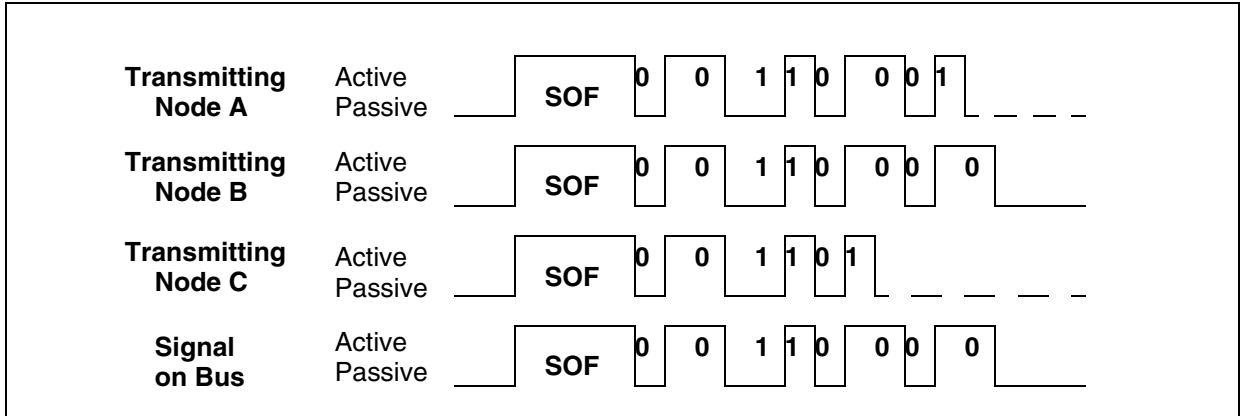 Transmitting Active
Node A Passive
SOF 0 0 1 1 0 0 0 1
Transmitting Active
Node B Passive
SOF 0 0 1 1 0 0 0 0
Transmitting Active
Node C Passive
SOF 0 0 1 1 0 1
Signal Active
on Bus Passive
SOF 0 0 1 1 0 0 0 0